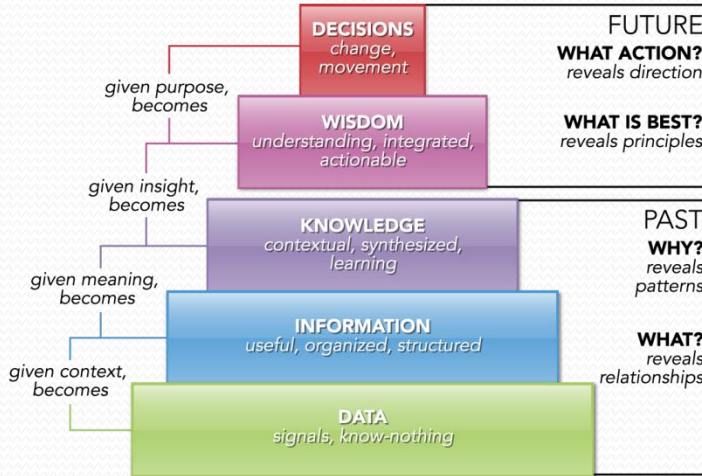 DECISIONS
change,
movement
given purpose,
becomes
WISDOM
understanding, integrated,
actionable
given insight,
becomes
KNOWLEDGE
contextual, synthesized,
learning
given meaning,
becomes
INFORMATION
useful, organized, structured
given context,
becomes
DATA
signals, know-nothing
FUTURE
WHAT ACTION?
reveals direction
WHAT IS BEST?
reveals principles
PAST
WHY?
reveals
patterns
WHAT?
reveals
relationships